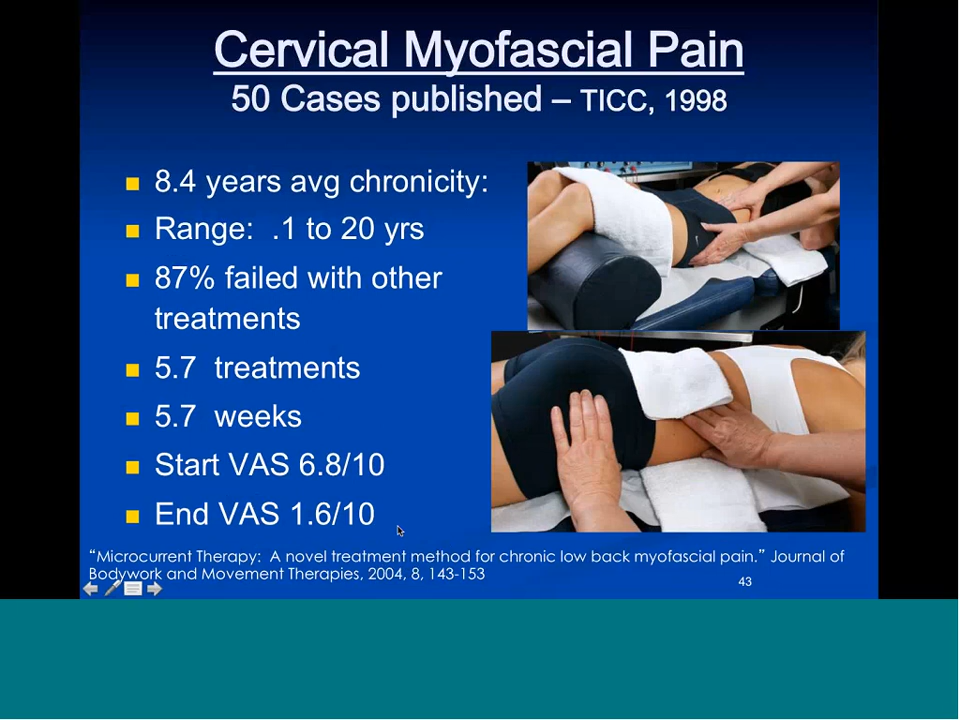 Cervical Myofascial Pain
50 Cases published – TICC, 1998
8.4 years avg chronicity:
Range: .1 to 20 yrs
87% failed with other
treatments
5.7 treatments
5.7 weeks
Start VAS 6.8/10
End VAS 1.6/10
“Microcurrent Therapy: A novel treatment method for chronic low back myofascial pain.” Journal of
Bodywork and Movement Therapies, 2004, 8, 143-153
43